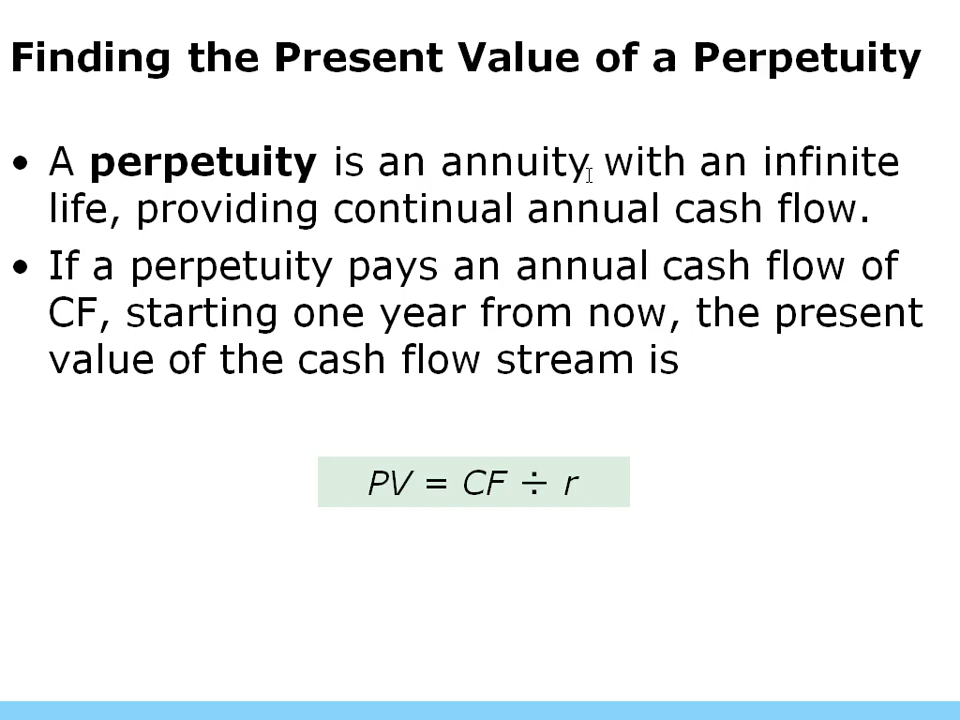 Finding the Present Value of a Perpetuity
• A perpetuity is an annuity with an infinite
life, providing continual annual cash flow.
• If a perpetuity pays an annual cash flow of
CF, starting one year from now, the present
value of the cash flow stream is
PV = CF ÷ r